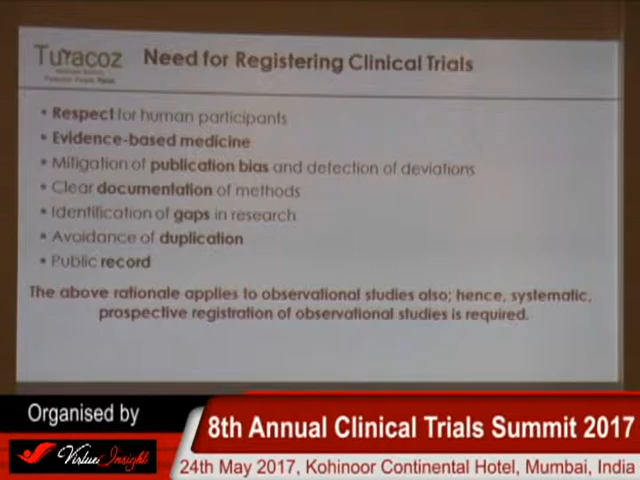 Turacoz
Need for Registering Clinical Trials
• Respect for human participants
• Evidence-based medicine
• Mitigation of publication bias and detection of deviations
• Clear documentation of methods
• Identification of gaps in research
• Avoidance of duplication
• Public record
The above rationale applies to observational studies also; hence, systematic,
prospective registration of observational studies is required.
Organised by
Virtue Insight
8th Annual Clinical Trials Summit 2017
24th May 2017, Kohinoor Continental Hotel, Mumbai, India